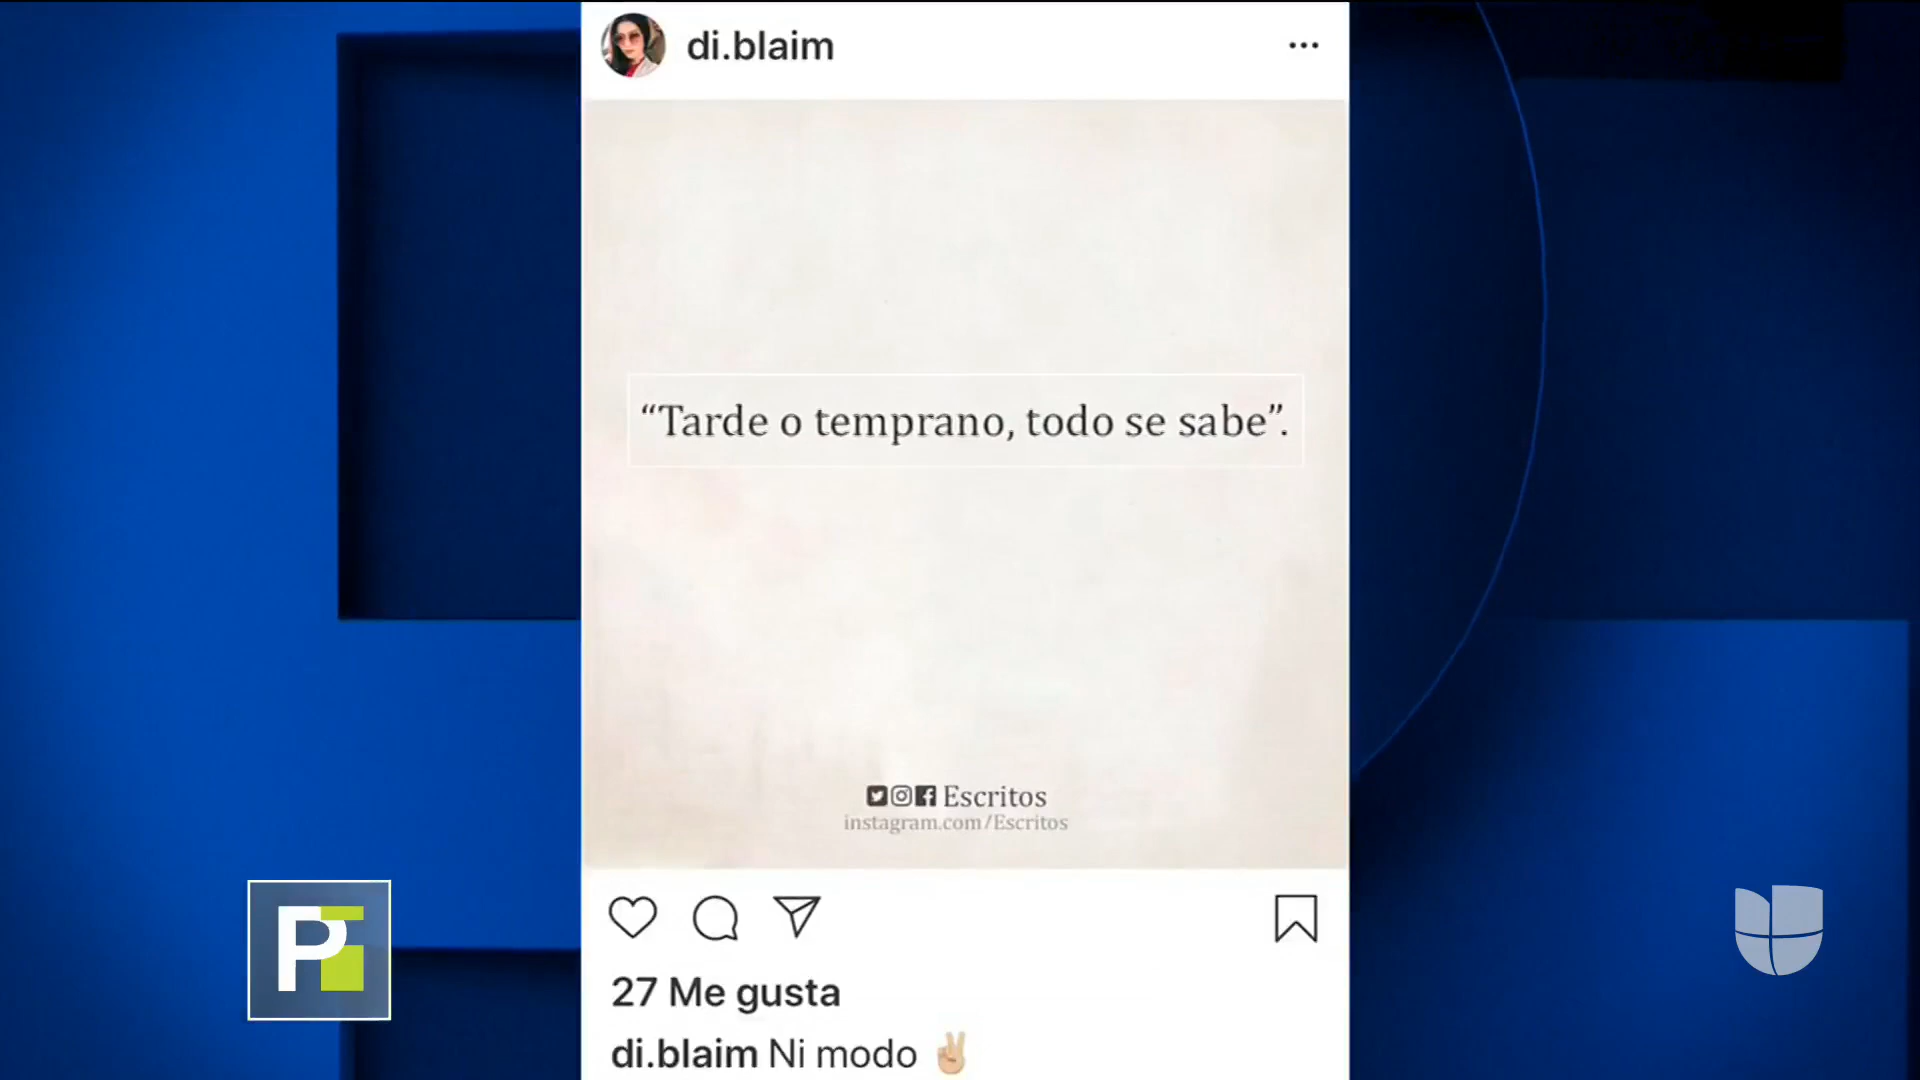 di.blaim
“Tarde o temprano, todo se sabe”.
Escritos
instagram.com/Escritos
27 Me gusta
di.blaim Ni modo ✌🏼